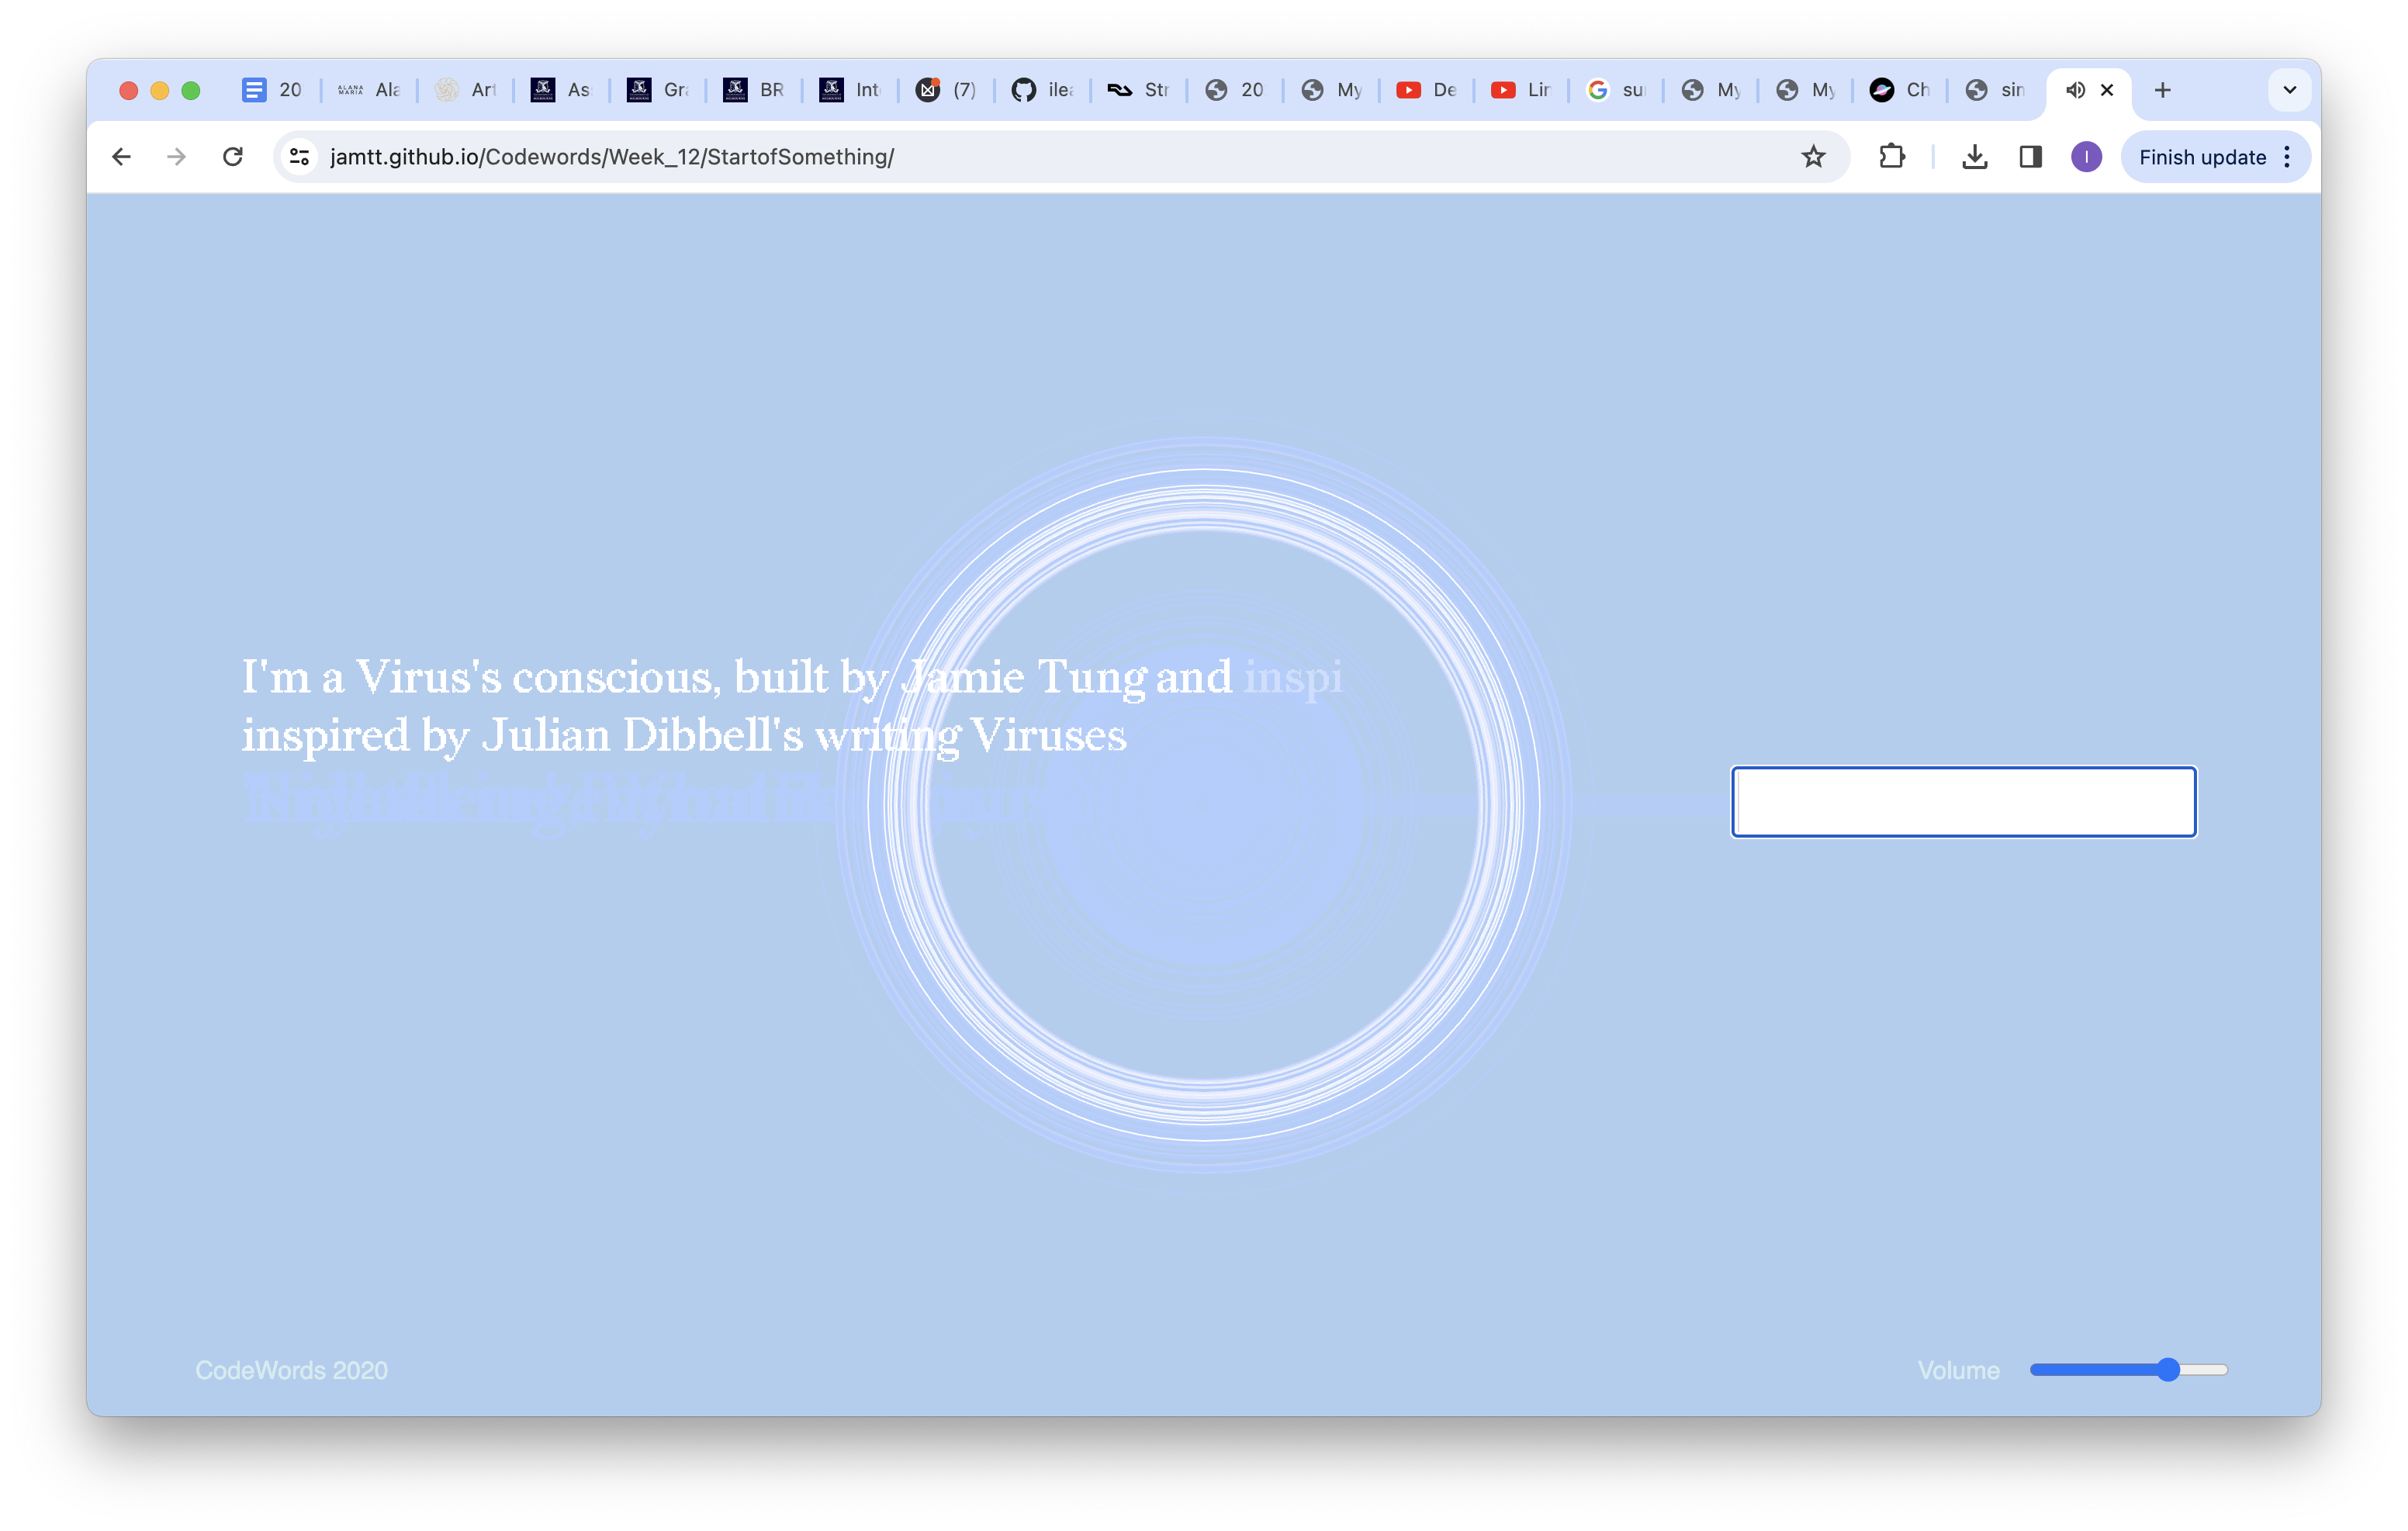 20 ALANA MARIA Ala Art As Gra BR Int (7) ilea Str 20 My De Lin su My My Ch sin
jamtt.github.io/Codewords/Week_12/StartofSomething/ I Finish update
I'm a Virus's conscious, built by Jamie Tung and inspi
inspired by Julian Dibbell's writing Viruses
CodeWords 2020 Volume